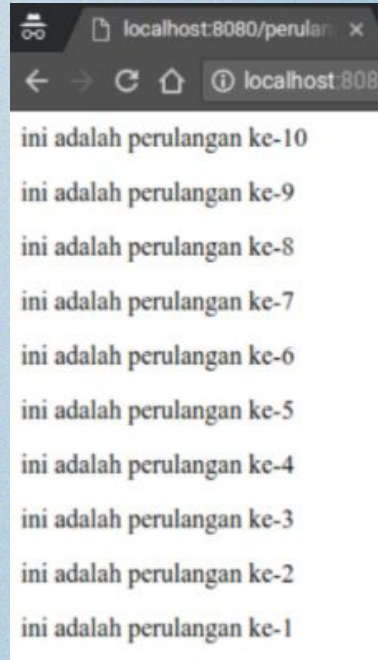 localhost:8080/perulan
localhost:808
ini adalah perulangan ke-10
ini adalah perulangan ke-9
ini adalah perulangan ke-8
ini adalah perulangan ke-7
ini adalah perulangan ke-6
ini adalah perulangan ke-5
ini adalah perulangan ke-4
ini adalah perulangan ke-3
ini adalah perulangan ke-2
ini adalah perulangan ke-1